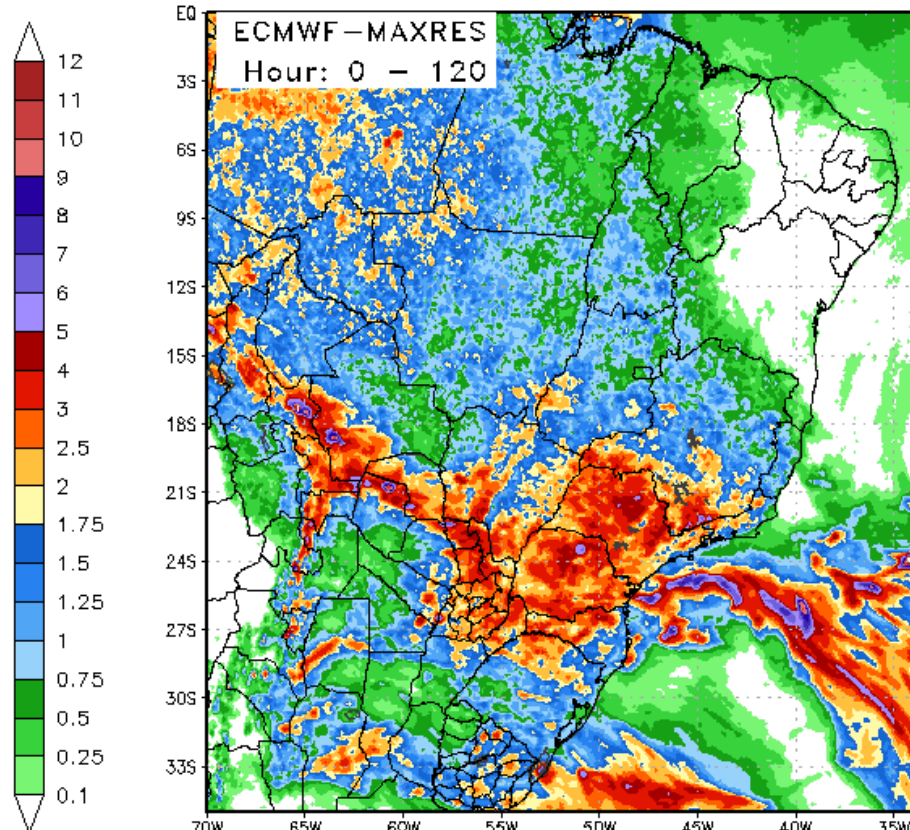 ECMWF-MAXRES
Hour: 0 – 120
12
11
10
9
8
7
6
5
4
3
2.5
2
1.75
1.5
1.25
1
0.75
0.5
0.25
0.1
EQ
3S
6S
9S
12S
15S
18S
21S
24S
27S
30S
33S
70W 65W 60W 55W 50W 45W 40W 35W